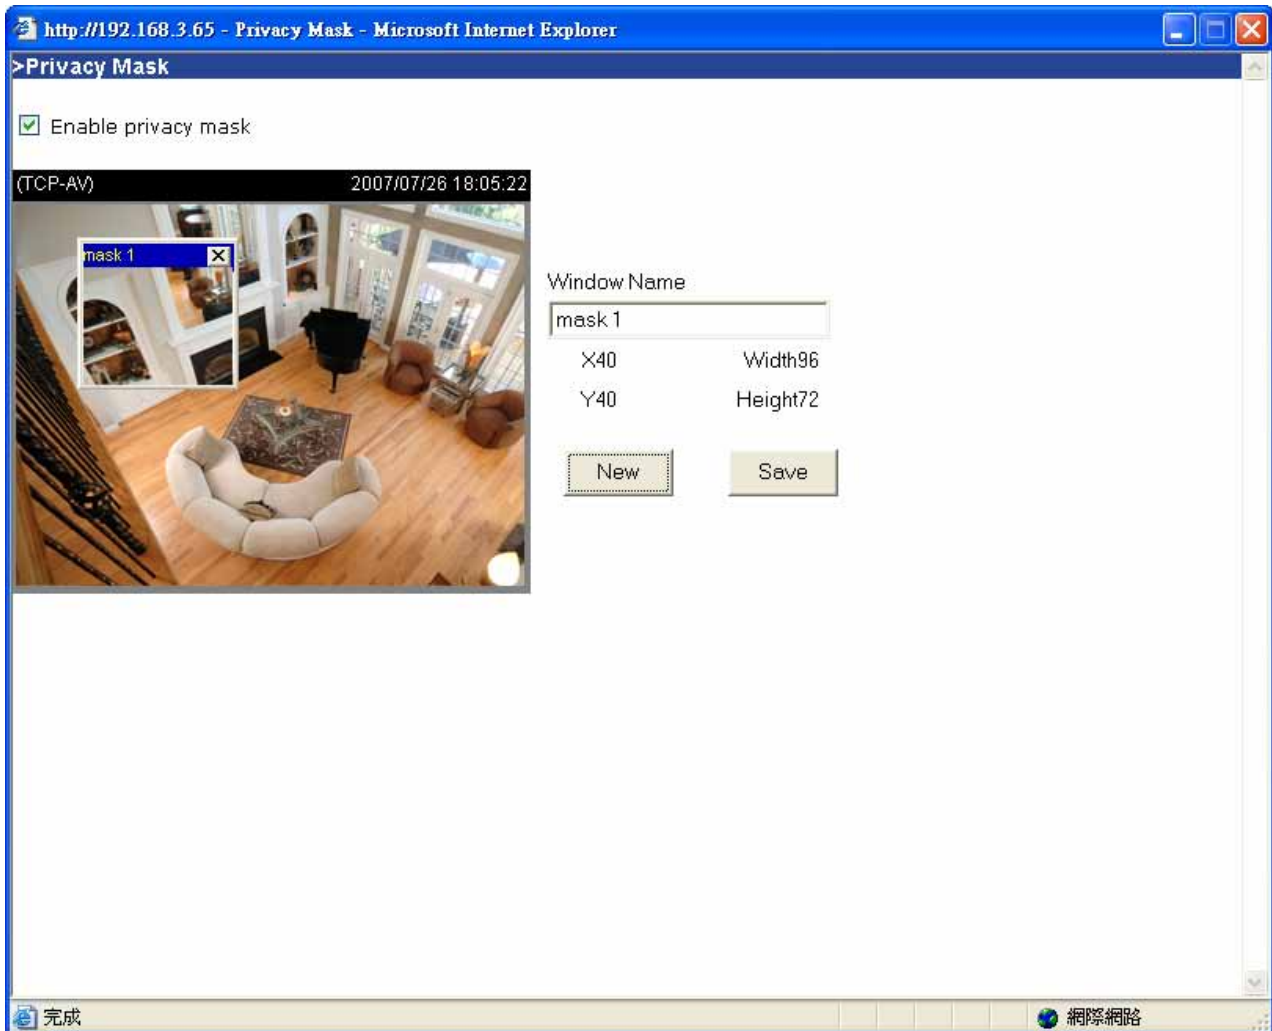 http://192.168.3.65 - Privacy Mask - Microsoft Internet Explorer
>Privacy Mask
Enable privacy mask
(TCP-AV) 2007/07/26 18:05:22
mask 1
Window Name
mask 1
X40 Width96
Y40 Height72
New Save
完成 網際網路